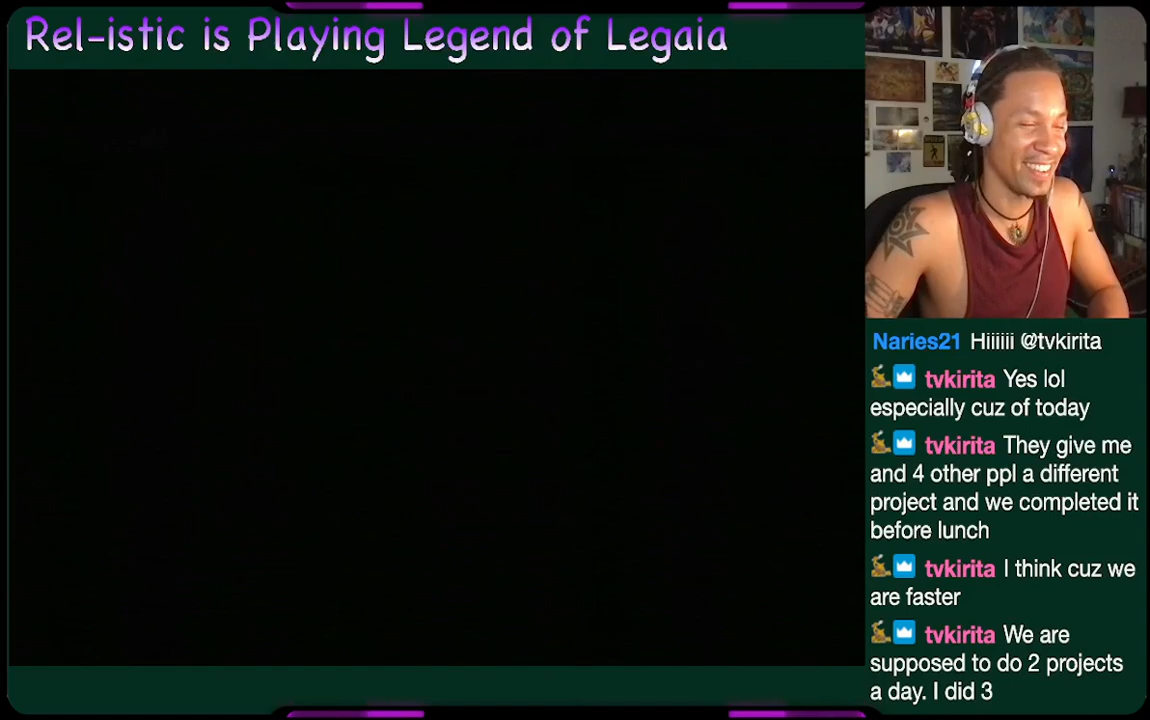 Rel-istic is Playing Legend of Legaia
Naries21 Hiiiiii @tvkirita
tvkirita Yes lol
especially cuz of today
tvkirita They give me
and 4 other ppl a different
project and we completed it
before lunch
tvkirita I think cuz we
are faster
tvkirita We are
supposed to do 2 projects
a day. I did 3